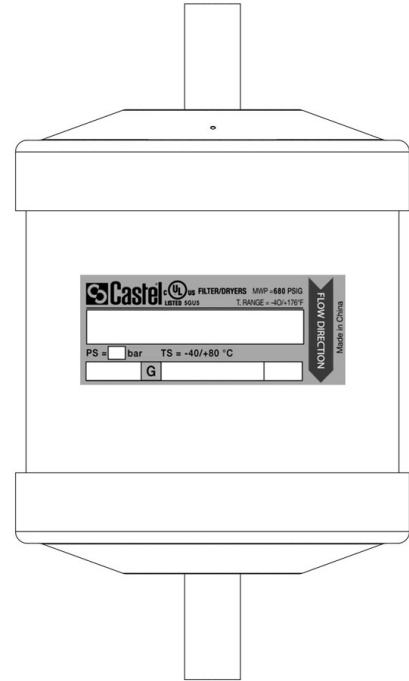 Castel c UL us FILTER/DRYERS MWP =680 PSIG
LISTED SGU5 T. RANGE = -40/+176°F
PS = bar TS = -40/+80 °C
G
FLOW DIRECTION
Made in China